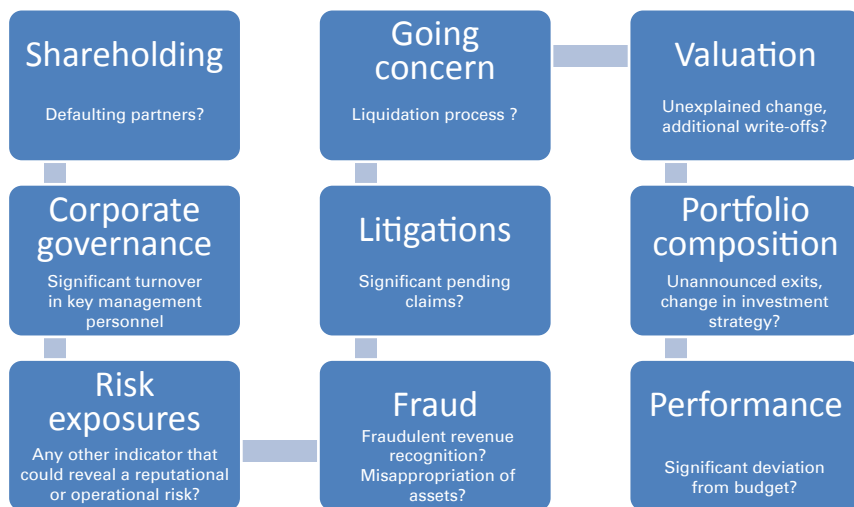 Shareholding
Defaulting partners?
Corporate
governance
Significant turnover
in key management
personnel
Risk
exposures
Any other indicator that
could reveal a reputational
or operational risk?
Fraud
Fraudulent revenue
recognition?
Misappropriation of
assets?
Litigations
Significant pending
claims?
Going
concern
Liquidation process ?
Valuation
Unexplained change,
additional write-offs?
Portfolio
composition
Unannounced exits,
change in investment
strategy?
Performance
Significant deviation
from budget?